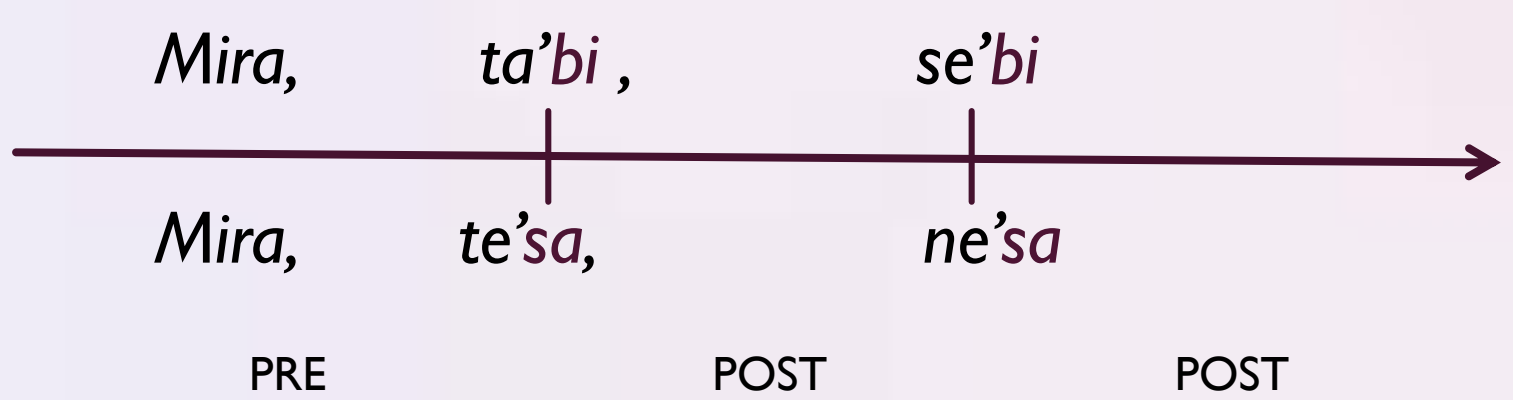 Mira, ta’bi , se’bi
Mira, te’sa, ne’sa
PRE POST POST